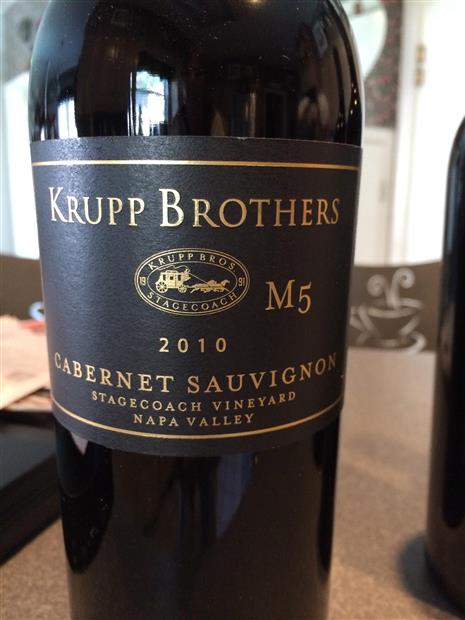 KRUPP BROTHERS
KRUPP BROS.
19 91
STAGECOACH
M5
2010
CABERNET SAUVIGNON
STAGECOACH VINEYARD
NAPA VALLEY